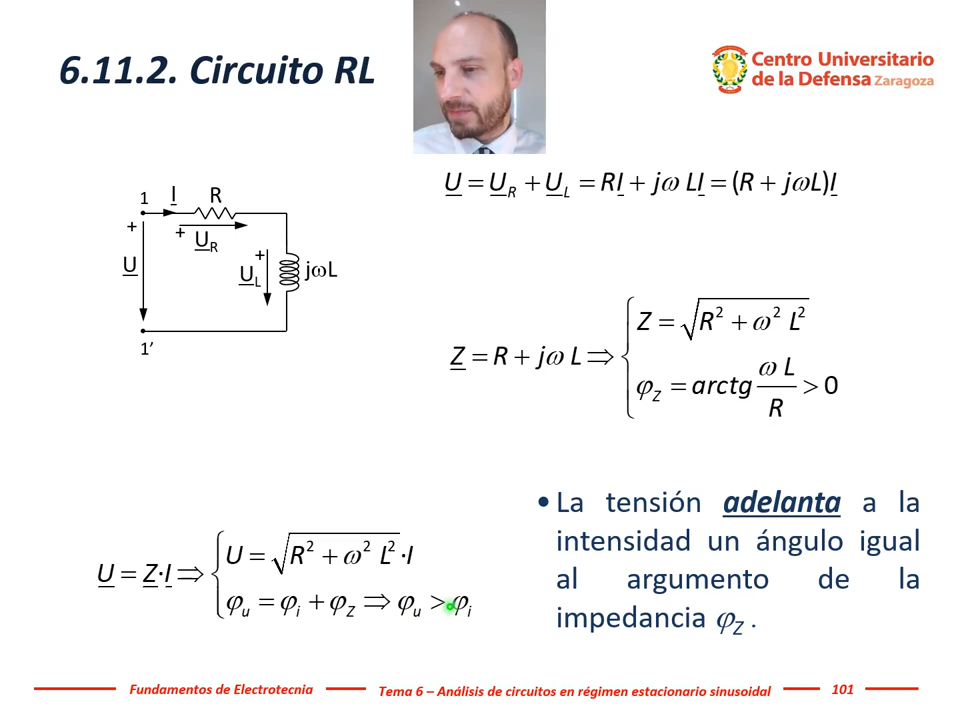 6.11.2. Circuito RL
Centro Universitario
de la Defensa Zaragoza
U = U_R + U_L = RI + jω LI = (R + jωL)I
1 I R
+ + U_R
U
+
U_L jωL
1’
Z = R + jω L ⇒ { Z = √(R² + ω² L²)
φ_Z = arctg (ω L / R) > 0
U = Z·I ⇒ { U = √(R² + ω² L²)·I
φ_u = φ_i + φ_Z ⇒ φ_u > φ_i
• La tensión adelanta a la
intensidad un ángulo igual
al argumento de la
impedancia φ_Z .
Fundamentos de Electrotecnia
Tema 6 – Análisis de circuitos en régimen estacionario sinusoidal
101